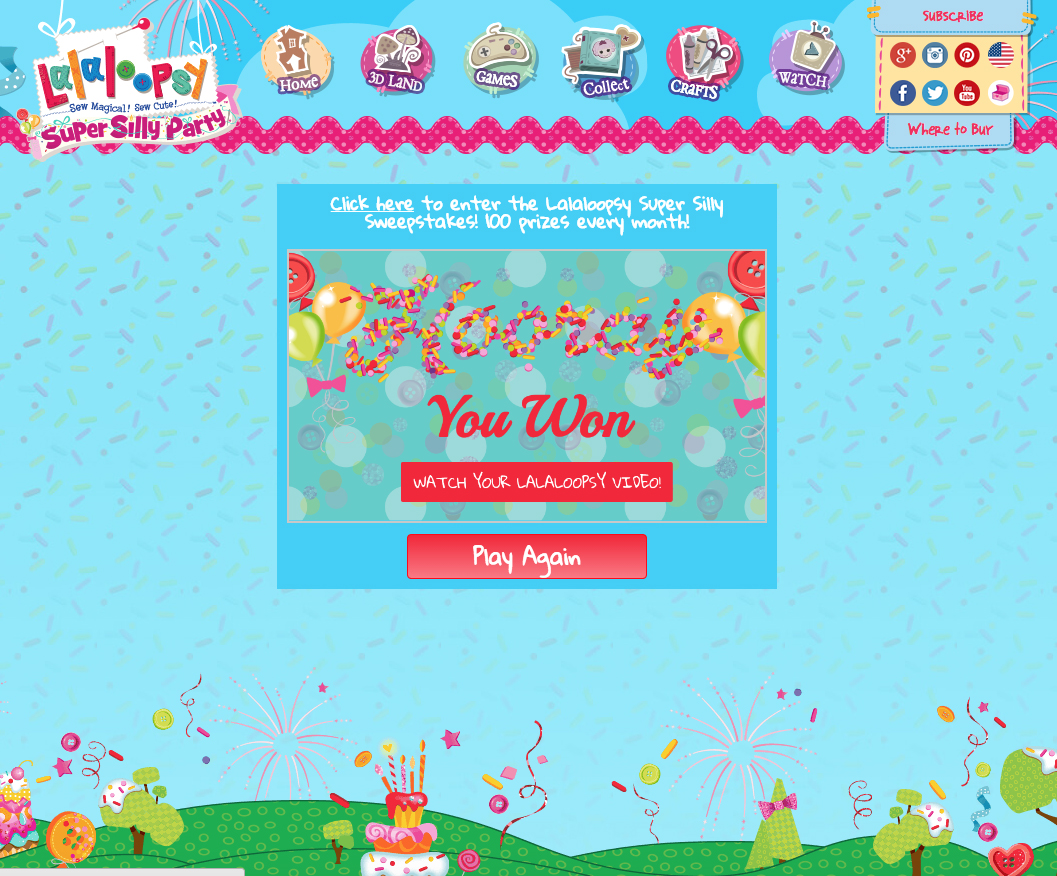 Lalaloopsy
Sew Magical! Sew Cute!
Super Silly Party
Home
3D Land
Games
Collect
Crafts
Watch
Subscribe
g+
You
Tube
Where to Buy
Click here to enter the Lalaloopsy Super Silly
Sweepstakes! 100 prizes every month!
Hooray
You Won
WATCH YOUR LALALOOPSY VIDEO!
Play Again